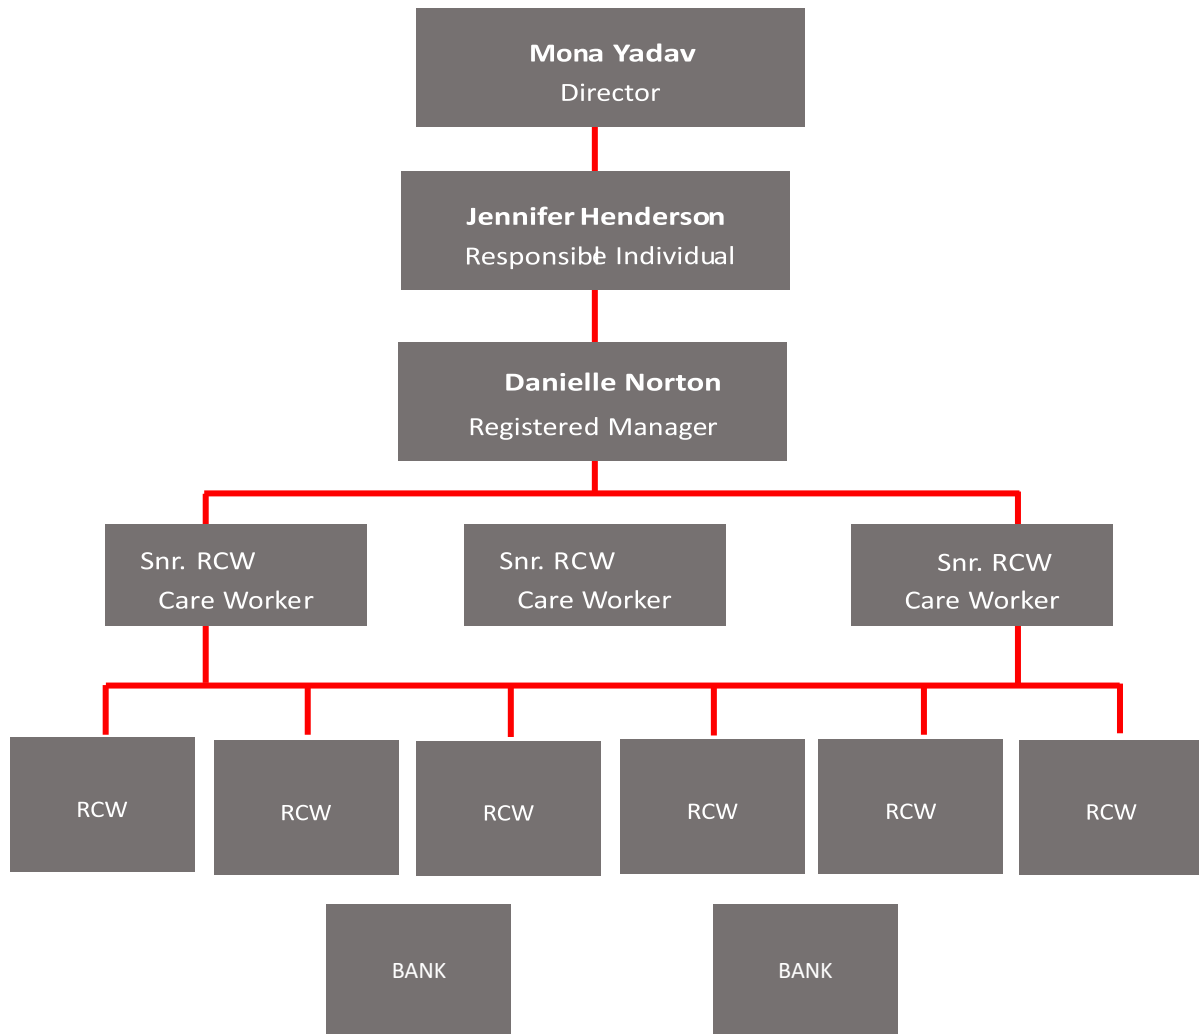 Mona Yadav
Director
Jennifer Henderson
Responsible Individual
Danielle Norton
Registered Manager
Snr. RCW
Care Worker
Snr. RCW
Care Worker
Snr. RCW
Care Worker
RCW
RCW
RCW
RCW
RCW
RCW
BANK
BANK